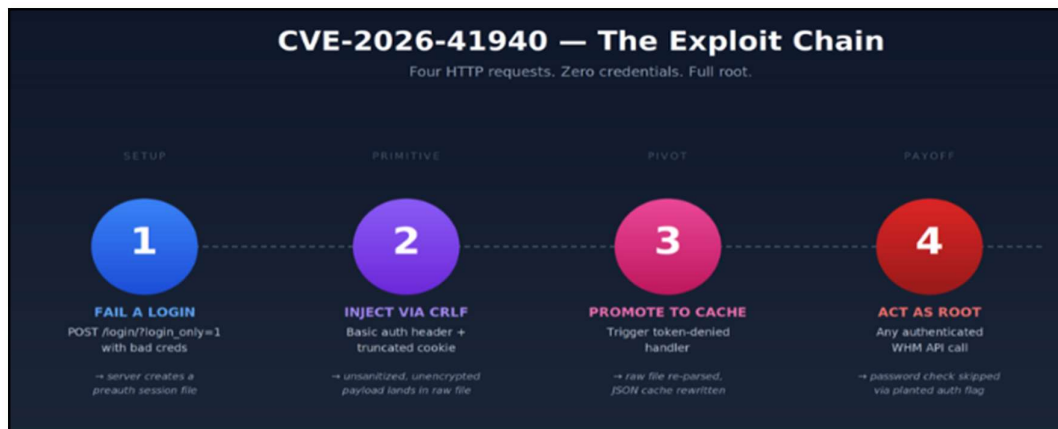 CVE-2026-41940 — The Exploit Chain
Four HTTP requests. Zero credentials. Full root.
SETUP
PRIMITIVE
PIVOT
PAYOFF
1
2
3
4
FAIL A LOGIN
POST /login/?login_only=1
with bad creds
→ server creates a
preauth session file
INJECT VIA CRLF
Basic auth header +
truncated cookie
→ unsanitized, unencrypted
payload lands in raw file
PROMOTE TO CACHE
Trigger token-denied
handler
→ raw file re-parsed,
JSON cache rewritten
ACT AS ROOT
Any authenticated
WHM API call
→ password check skipped
via planted auth flag